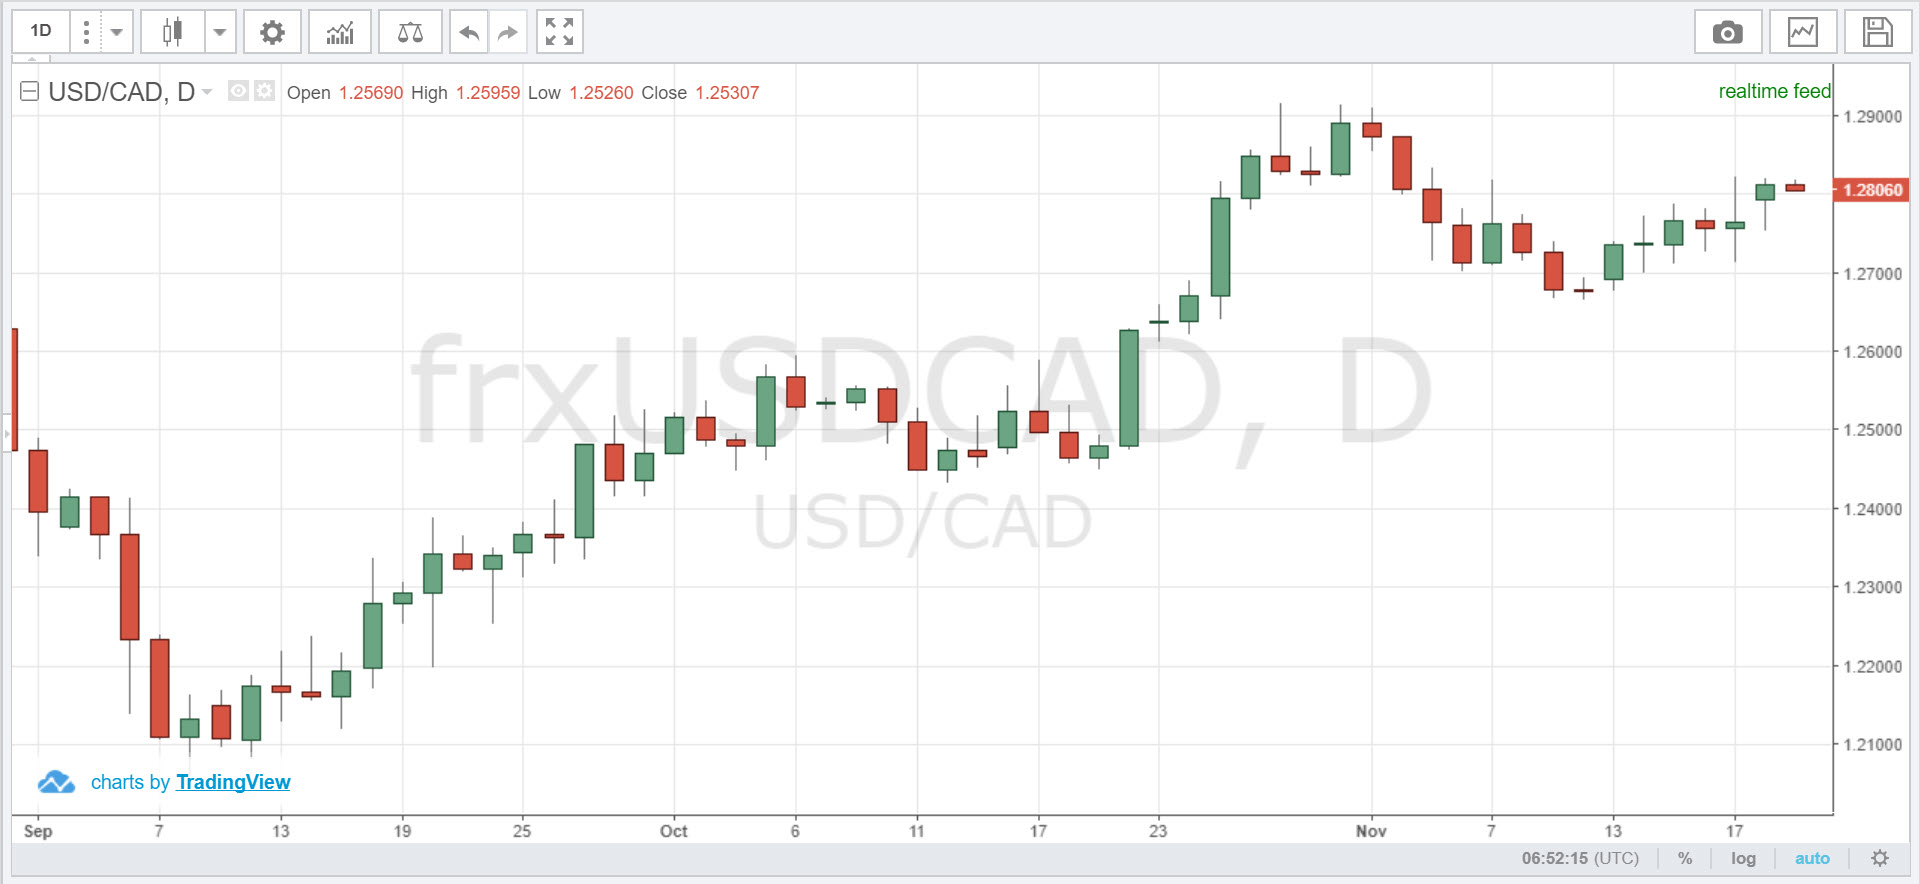 1D
USD/CAD, D Open 1.25690 High 1.25959 Low 1.25260 Close 1.25307
realtime feed
1.29000
1.28060
1.27000
1.26000
1.25000
1.24000
1.23000
1.22000
1.21000
frxUSDCAD, D
USD/CAD
charts by TradingView
Sep 7 13 19 25 Oct 6 11 17 23 Nov 7 13 17
06:52:15 (UTC) % log auto